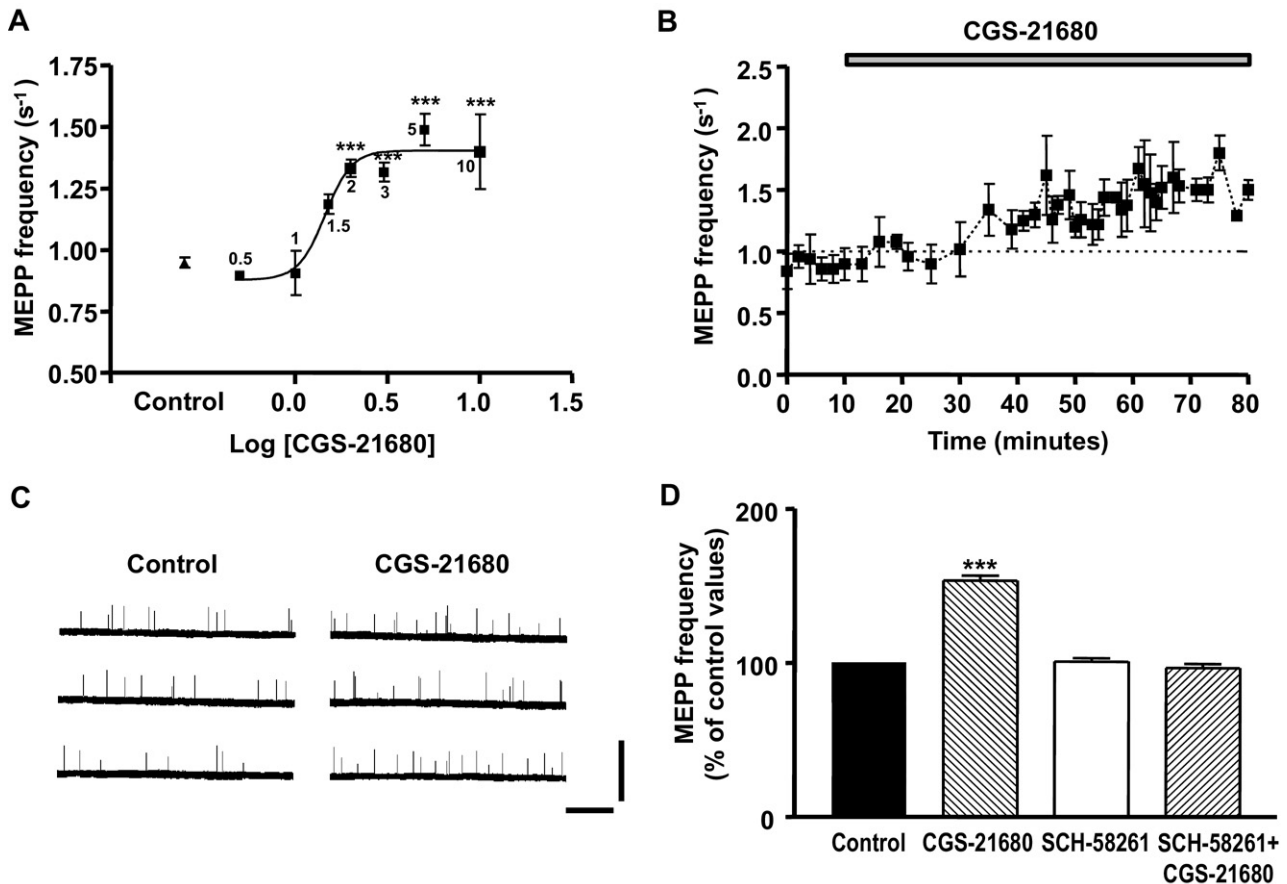 A
MEPP frequency (s-1)
1.75
1.50
1.25
1.00
0.75
0.50
0.5
1
1.5
***
2
***
3
***
5
***
10
Control
0.0
0.5
1.0
1.5
Log [CGS-21680]
B
CGS-21680
MEPP frequency (s-1)
2.5
2.0
1.5
1.0
0.5
0.0
0
10
20
30
40
50
60
70
80
Time (minutes)
C
Control
CGS-21680
D
MEPP frequency
(% of control values)
200
100
0
***
Control
CGS-21680
SCH-58261
SCH-58261+
CGS-21680